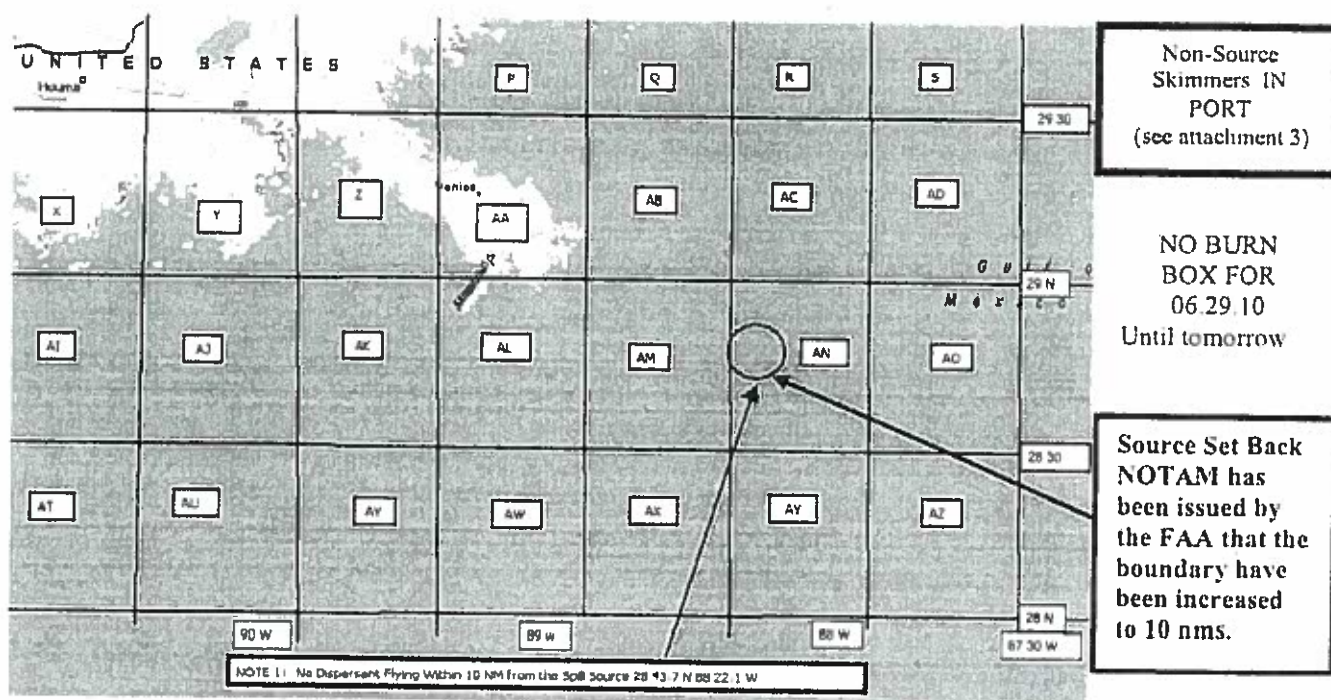 UNITED STATES
Houma
P
Q
R
S
29 30
X
Y
Z
Venice
AA
AB
AC
AD
29 N
AI
AJ
AK
AL
AM
AN
AO
28 30
AT
AU
AY
AW
AX
AY
AZ
28 N
90 W
89 W
88 W
87 30 W
NOTE 1: No Dispersant Flying Within 10 NM from the Spill Source 28 43.7 N 88 22.1 W
Non-Source
Skimmers IN
PORT
(see attachment 3)
NO BURN
BOX FOR
06.29.10
Until tomorrow
Source Set Back
NOTAM has
been issued by
the FAA that the
boundary have
been increased
to 10 nms.